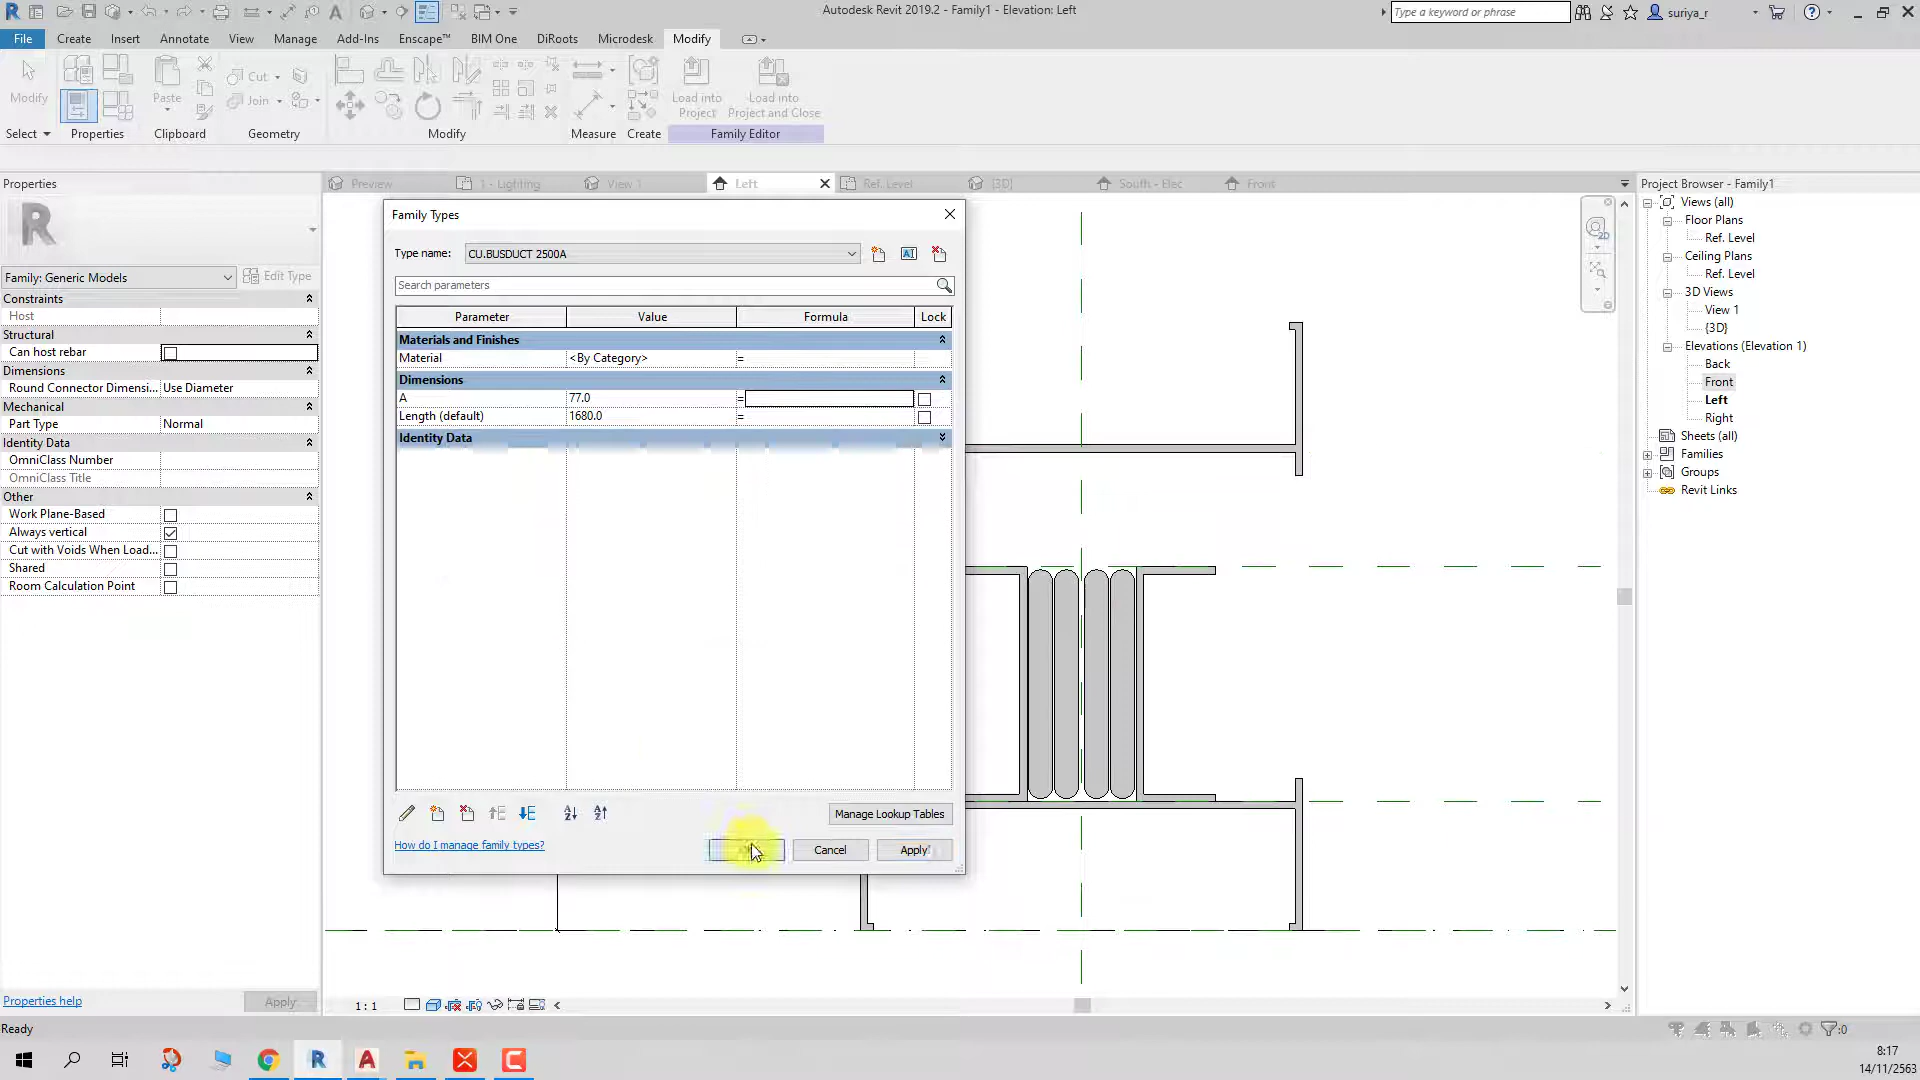 Autodesk Revit 2019.2 - Family1 - Elevation: Left
Type a keyword or phrase
suriya_r
File Create Insert Annotate View Manage Add-Ins Enscape™ BIM One DiRoots Microdesk Modify
Modify
Paste
Cut
Join
Load into Project
Load into Project and Close
Select Properties Clipboard Geometry Modify Measure Create Family Editor
Properties
Family: Generic Models
Edit Type
Constraints
Host
Structural
Can host rebar
Dimensions
Round Connector Dimensi... Use Diameter
Mechanical
Part Type Normal
Identity Data
OmniClass Number
OmniClass Title
Other
Work Plane-Based
Always vertical
Cut with Voids When Load...
Shared
Room Calculation Point
Properties help
Apply
Preview
1 - Lighting
View 1
Left
Ref. Level
{3D}
South - Elec
Front
Family Types
Type name: CU.BUSDUCT 2500A
Search parameters
Parameter Value Formula Lock
Materials and Finishes
Material <By Category> =
Dimensions
A 77.0 =
Length (default) 1680.0 =
Identity Data
Manage Lookup Tables
How do I manage family types?
Cancel
Apply
Project Browser - Family1
Views (all)
Floor Plans
Ref. Level
Ceiling Plans
Ref. Level
3D Views
View 1
{3D}
Elevations (Elevation 1)
Back
Front
Left
Right
Sheets (all)
Families
Groups
Revit Links
2D
1 : 1
Ready
:0
8:17
14/11/2563